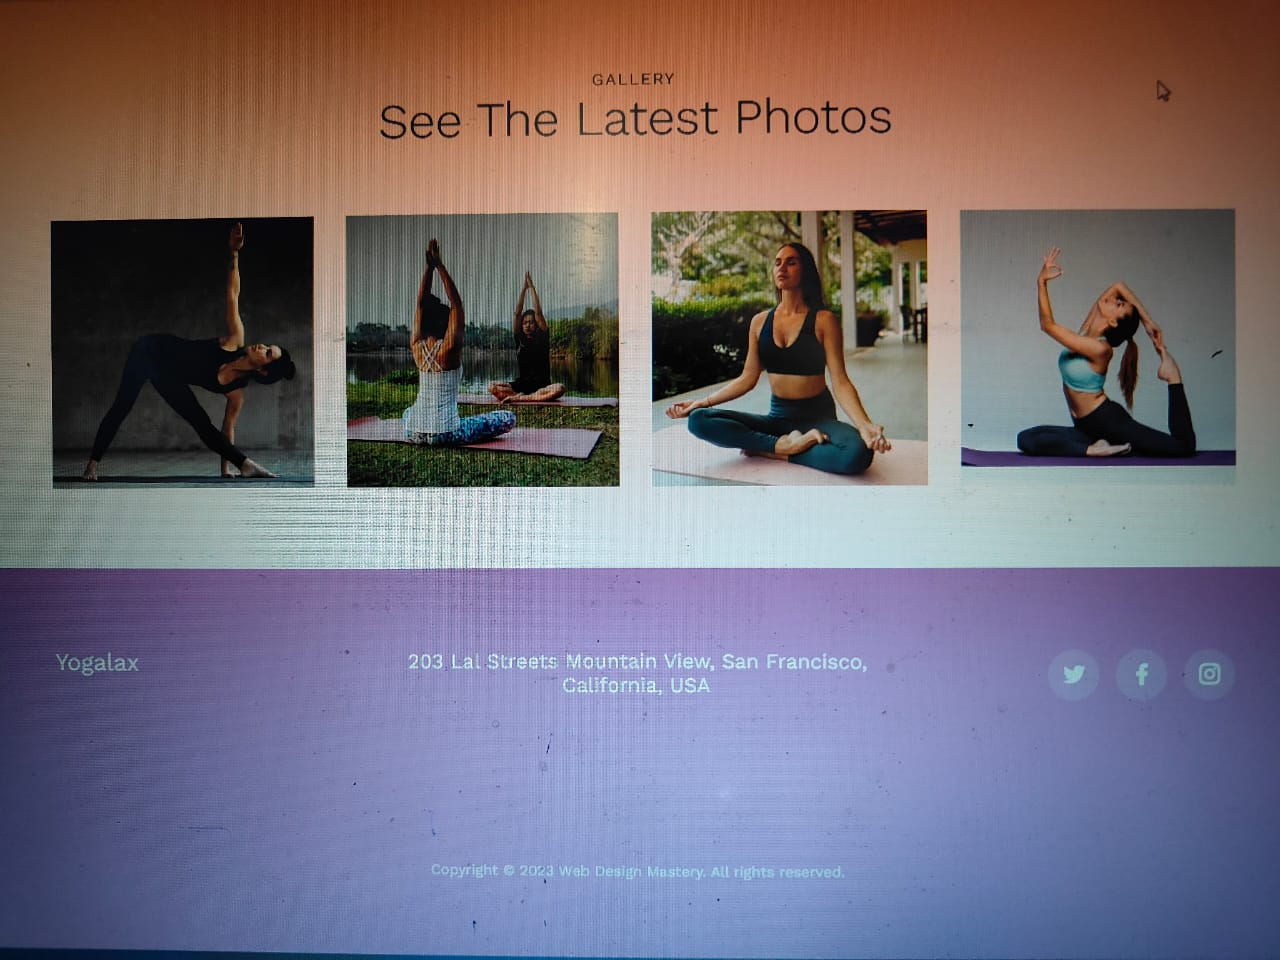 GALLERY
See The Latest Photos
Yogalax
203 Lal Streets Mountain View, San Francisco,
California, USA
Copyright © 2023 Web Design Mastery. All rights reserved.